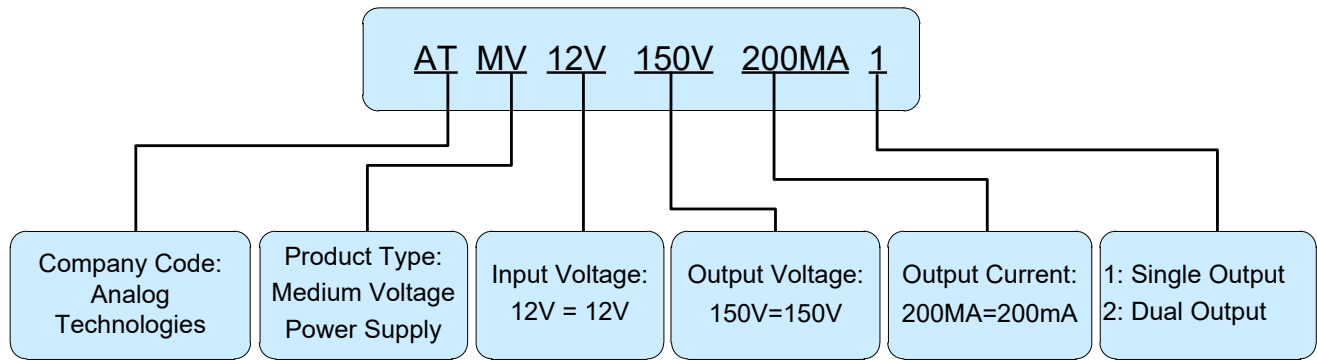 AT MV 12V 150V 200MA 1
Company Code:
Analog
Technologies
Product Type:
Medium Voltage
Power Supply
Input Voltage:
12V = 12V
Output Voltage:
150V=150V
Output Current:
200MA=200mA
1: Single Output
2: Dual Output